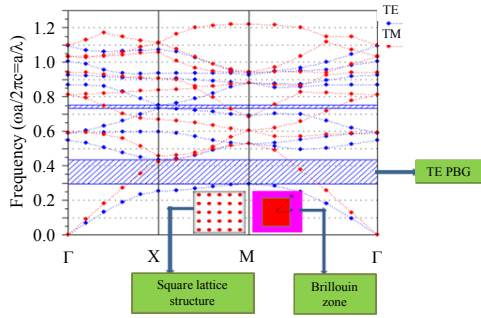 TE
TM
Frequency (ωa/2πc=a/λ)
1.2
1.0
0.8
0.6
0.4
0.2
0.0
Γ X M Γ
TE PBG
Square lattice
structure
Brillouin
zone